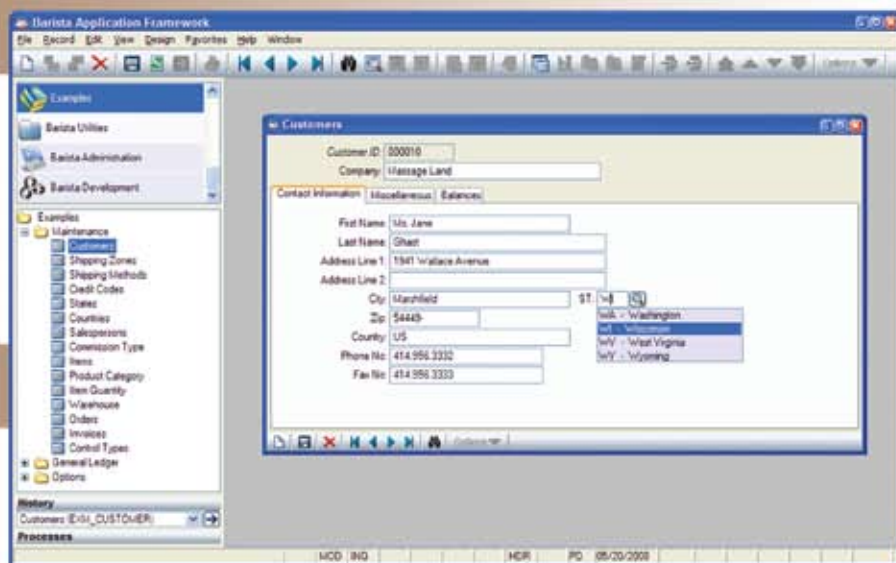 Barista Application Framework
File Record Edit View Design Favorites Help Window
Examples
Barista Utilities
Barista Administration
Barista Development
Examples
Maintenance
Customers
Shipping Zones
Shipping Methods
Credit Codes
States
Countries
Salespersons
Commission Type
Items
Product Category
Item Quantity
Warehouse
Orders
Invoices
Control Types
General Ledger
Options
History
Customers (EXM_CUSTOMER)
Processes
Customers
Customer ID: 000010
Company: Massage Land
Contact Information Miscellaneous Balances
First Name: Ms. Jane
Last Name: Ghast
Address Line 1: 1941 Wallace Avenue
Address Line 2:
City: Marshfield ST:
Zip: 54449-
WA - Washington
WI - Wisconsin
WV - West Virginia
WY - Wyoming
Country: US
Phone No: 414.956.3332
Fax No: 414.956.3333
Options
MOD HDR 05/20/2008